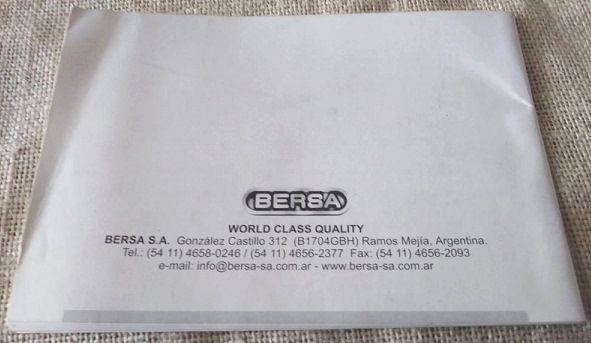 BERSA
WORLD CLASS QUALITY
BERSA S.A. González Castillo 312 (B1704GBH) Ramos Mejía, Argentina.
Tel.: (54 11) 4658-0246 / (54 11) 4656-2377 Fax: (54 11) 4656-2093
e-mail: info@bersa-sa.com.ar - www.bersa-sa.com.ar